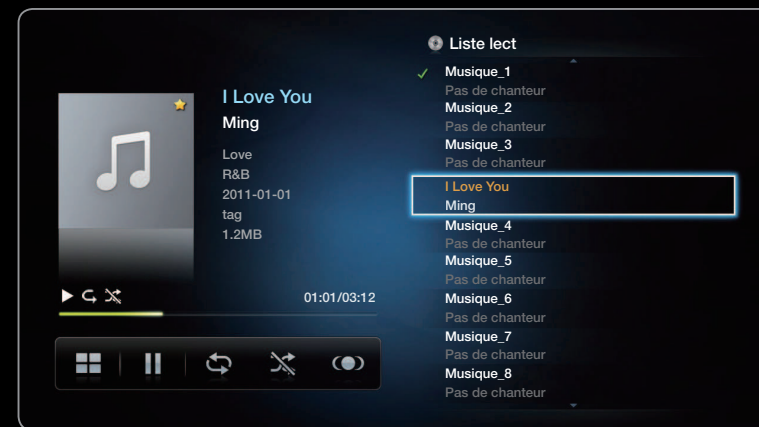 I Love You
Ming
Love
R&B
2011-01-01
tag
1.2MB
01:01/03:12
Liste lect
Musique_1
Pas de chanteur
Musique_2
Pas de chanteur
Musique_3
Pas de chanteur
I Love You
Ming
Musique_4
Pas de chanteur
Musique_5
Pas de chanteur
Musique_6
Pas de chanteur
Musique_7
Pas de chanteur
Musique_8
Pas de chanteur